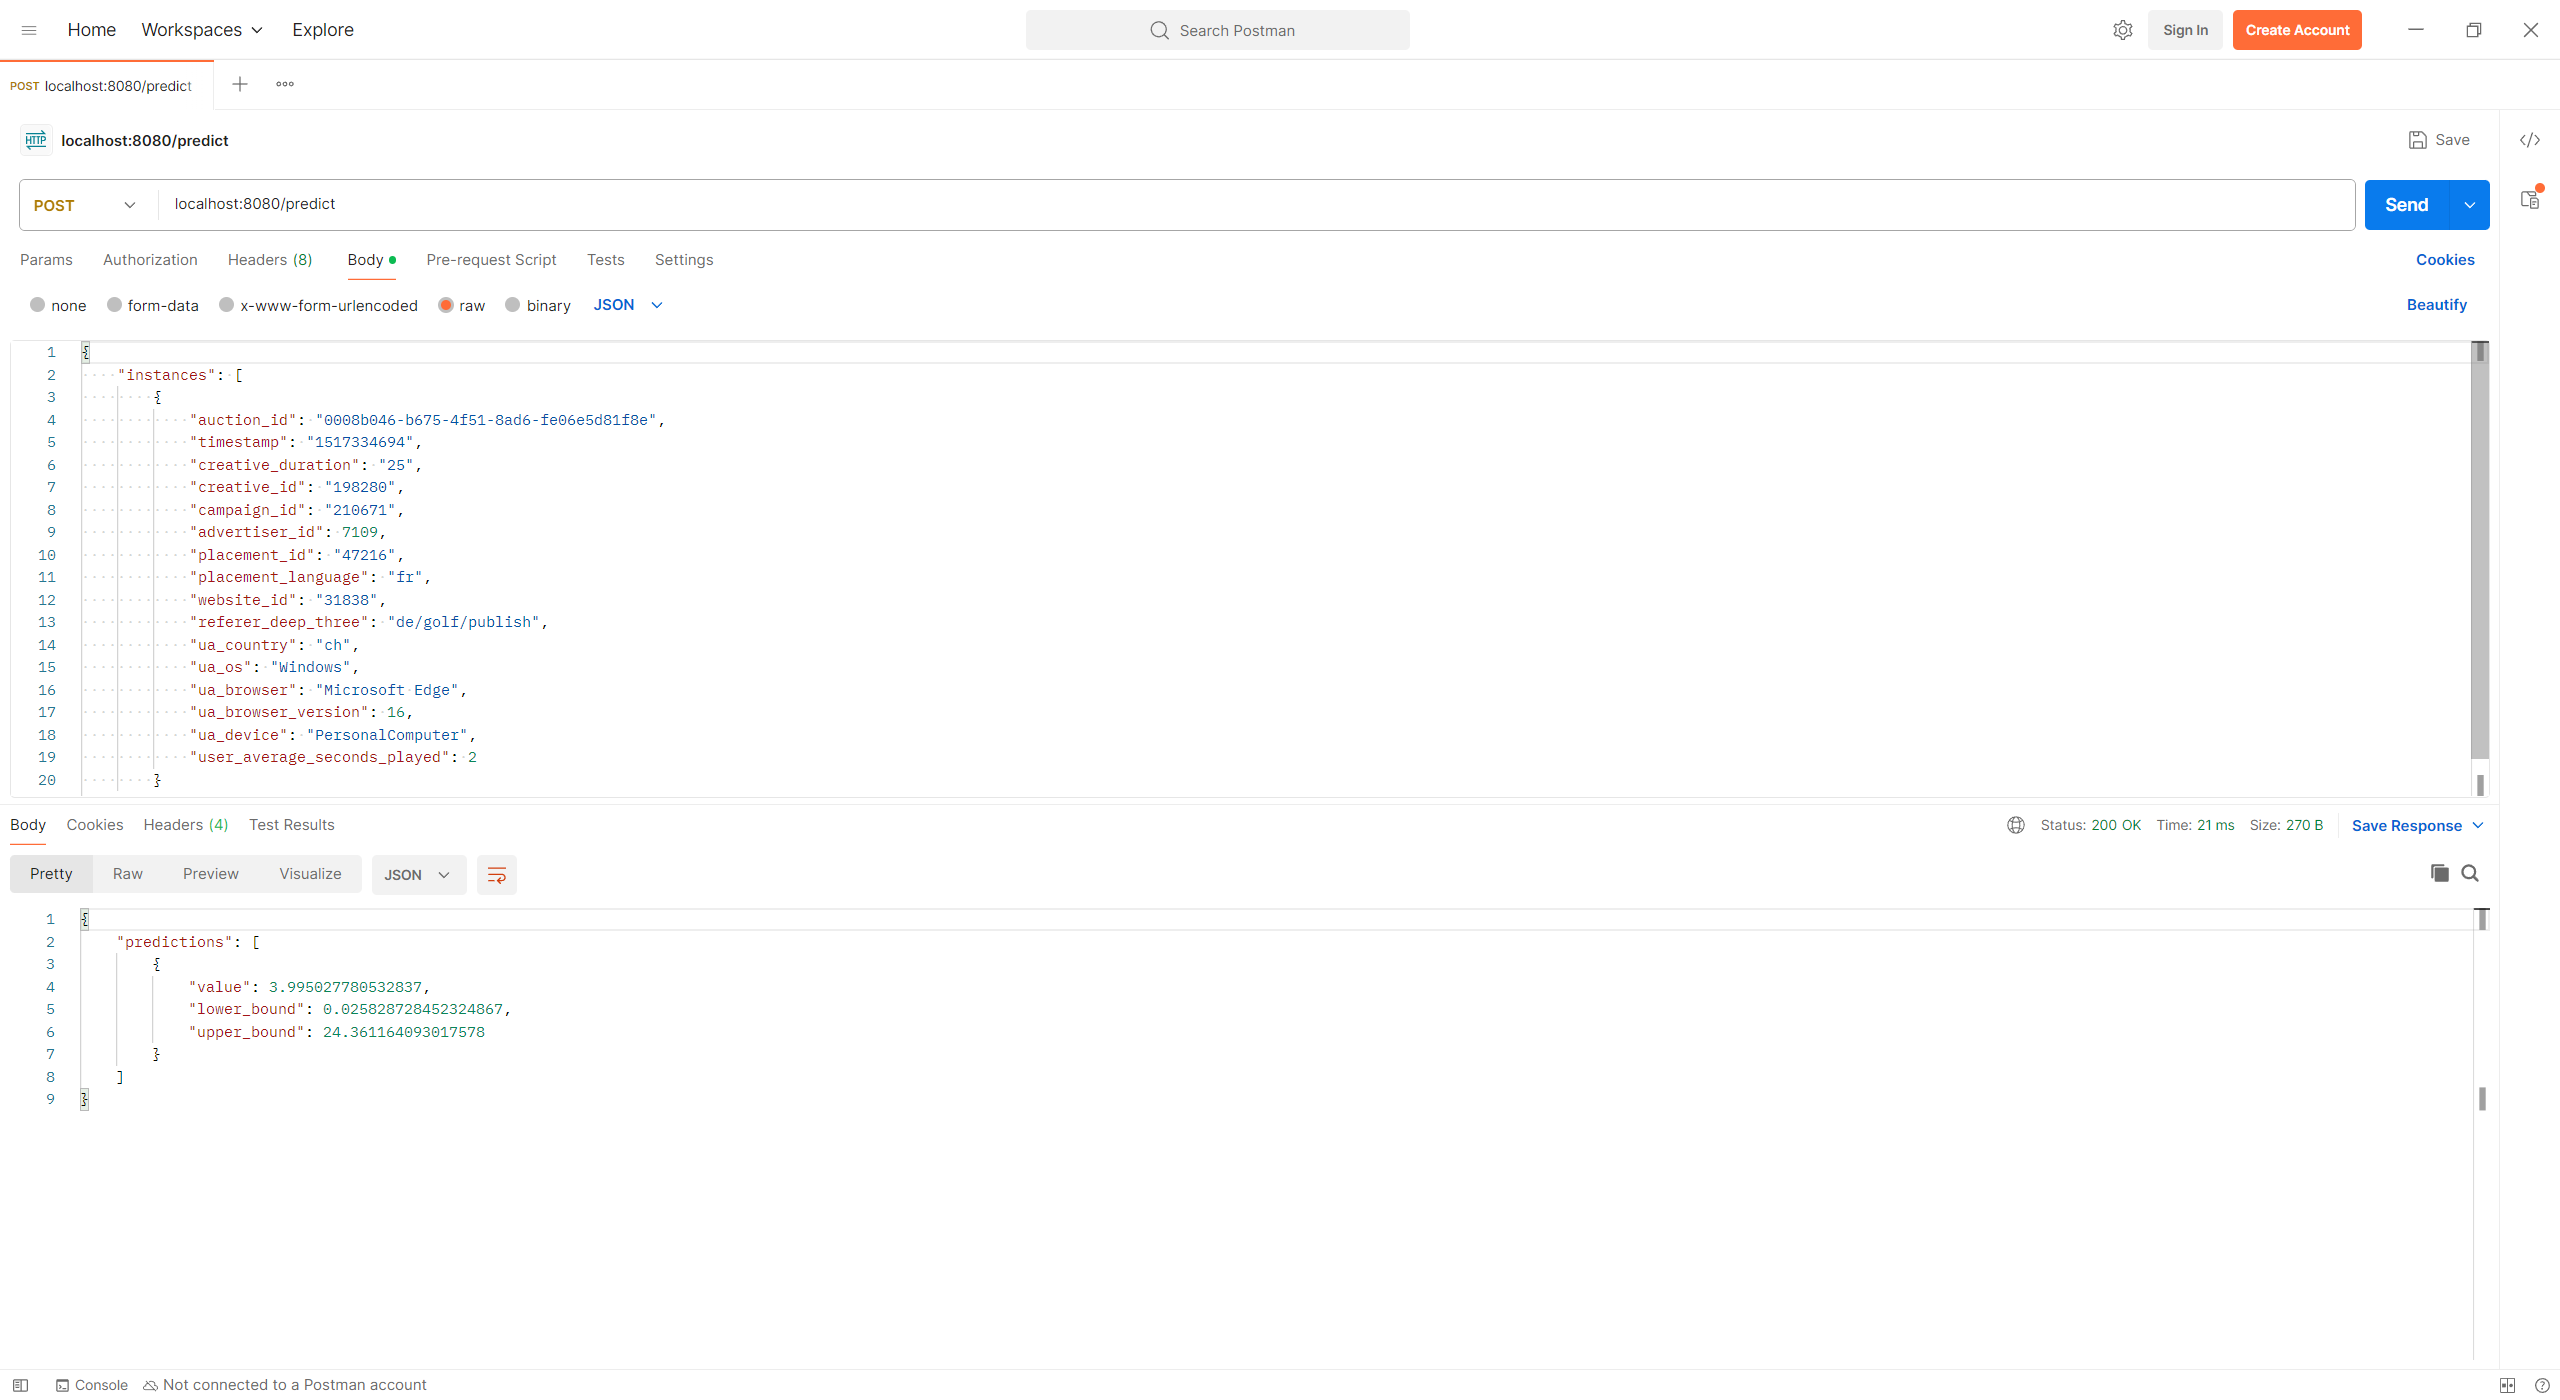 Home Workspaces Explore Search Postman Sign In Create Account
POST localhost:8080/predict
HTTP localhost:8080/predict Save
POST localhost:8080/predict Send
Params Authorization Headers (8) Body Pre-request Script Tests Settings Cookies
none form-data x-www-form-urlencoded raw binary JSON Beautify
1 {
2 "instances": [
3 {
4 "auction_id": "0008b046-b675-4f51-8ad6-fe06e5d81f8e",
5 "timestamp": "1517334694",
6 "creative_duration": "25",
7 "creative_id": "198280",
8 "campaign_id": "210671",
9 "advertiser_id": 7109,
10 "placement_id": "47216",
11 "placement_language": "fr",
12 "website_id": "31838",
13 "referer_deep_three": "de/golf/publish",
14 "ua_country": "ch",
15 "ua_os": "Windows",
16 "ua_browser": "Microsoft Edge",
17 "ua_browser_version": 16,
18 "ua_device": "PersonalComputer",
19 "user_average_seconds_played": 2
20 }
Body Cookies Headers (4) Test Results Status: 200 OK Time: 21 ms Size: 270 B Save Response
Pretty Raw Preview Visualize JSON
1 {
2 "predictions": [
3 {
4 "value": 3.995027780532837,
5 "lower_bound": 0.025828728452324867,
6 "upper_bound": 24.361164093017578
7 }
8 ]
9 }
Console Not connected to a Postman account